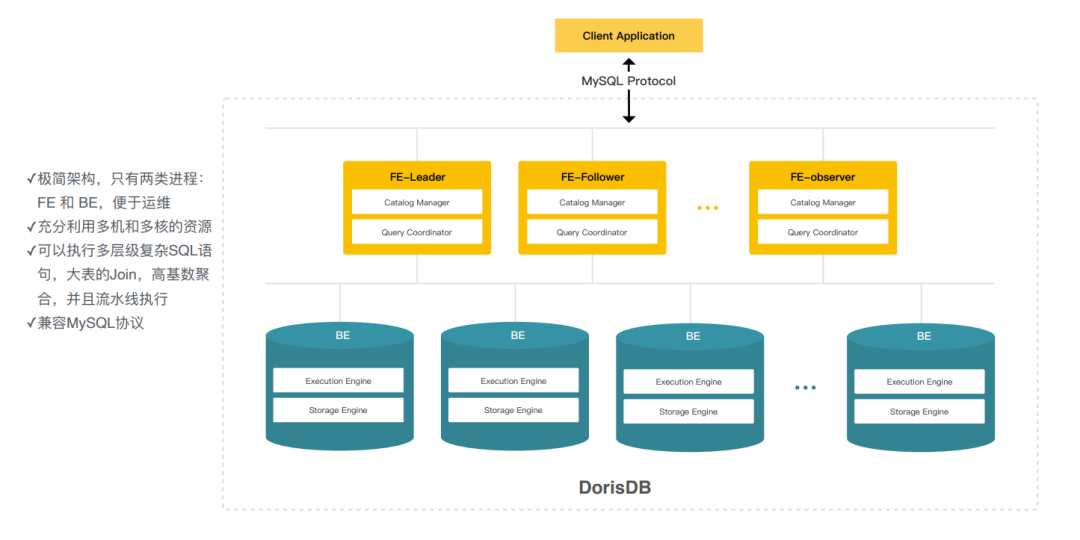 Client Application
MySQL Protocol
✓极简架构，只有两类进程：
FE 和 BE，便于运维
✓充分利用多机和多核的资源
✓可以执行多层级复杂SQL语
句，大表的Join，高基数聚
合，并且流水线执行
✓兼容MySQL协议
FE-Leader
Catalog Manager
Query Coordinator
FE-Follower
Catalog Manager
Query Coordinator
...
FE-observer
Catalog Manager
Query Coordinator
BE
Execution Engine
Storage Engine
BE
Execution Engine
Storage Engine
BE
Execution Engine
Storage Engine
...
BE
Execution Engine
Storage Engine
DorisDB